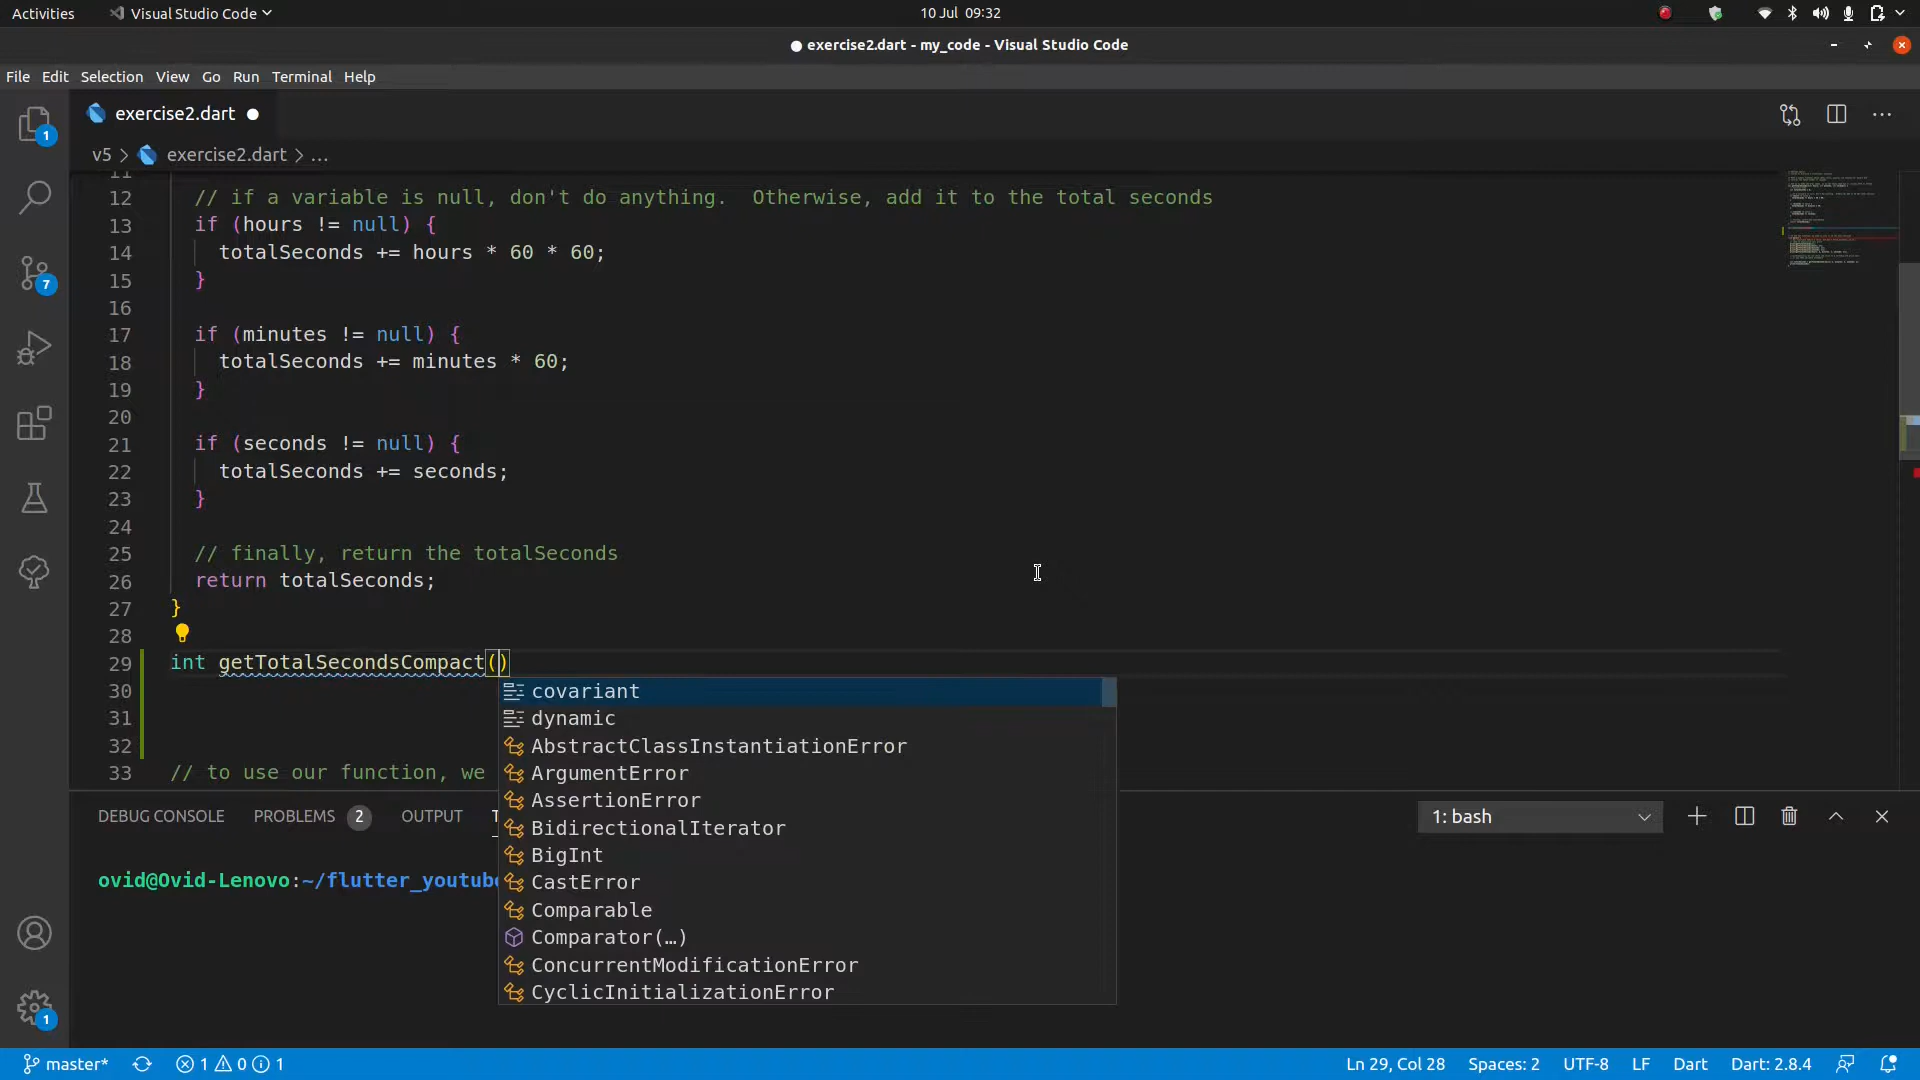 Activities Visual Studio Code 10 Jul 09:32
exercise2.dart - my_code - Visual Studio Code
File Edit Selection View Go Run Terminal Help
exercise2.dart
v5 > exercise2.dart > ...
11
12 // if a variable is null, don't do anything.  Otherwise, add it to the total seconds
13 if (hours != null) {
14 totalSeconds += hours * 60 * 60;
15 }
16
17 if (minutes != null) {
18 totalSeconds += minutes * 60;
19 }
20
21 if (seconds != null) {
22 totalSeconds += seconds;
23 }
24
25 // finally, return the totalSeconds
26 return totalSeconds;
27 }
28
29 int getTotalSecondsCompact()
30
31
32
33 // to use our function, we
covariant
dynamic
AbstractClassInstantiationError
ArgumentError
AssertionError
BidirectionalIterator
BigInt
CastError
Comparable
Comparator(…)
ConcurrentModificationError
CyclicInitializationError
1
7
1
DEBUG CONSOLE PROBLEMS 2 OUTPUT 1: bash
ovid@Ovid-Lenovo:~/flutter_youtube
master* 1 0 1 Ln 29, Col 28 Spaces: 2 UTF-8 LF Dart Dart: 2.8.4